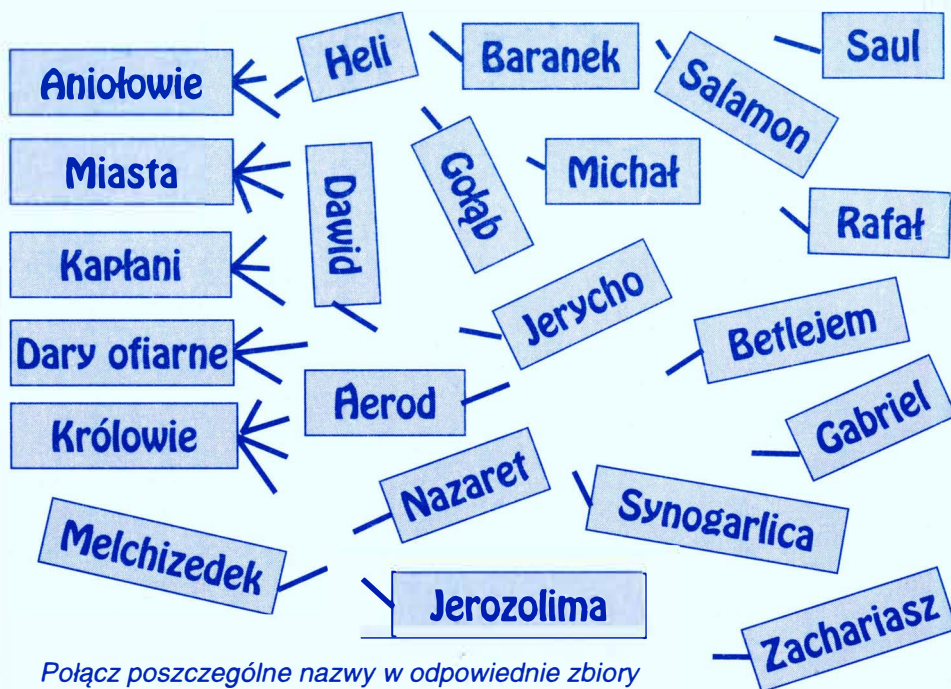 Aniołowie
Heli
Baranek
Salamon
Saul
Miasta
Dawid
Gołąb
Michał
Rafał
Kapłani
Jerycho
Betlejem
Dary ofiarne
Aerod
Gabriel
Królowie
Nazaret
Synogarlica
Melchizedek
Jerozolima
Zachariasz
Połącz poszczególne nazwy w odpowiednie zbiory